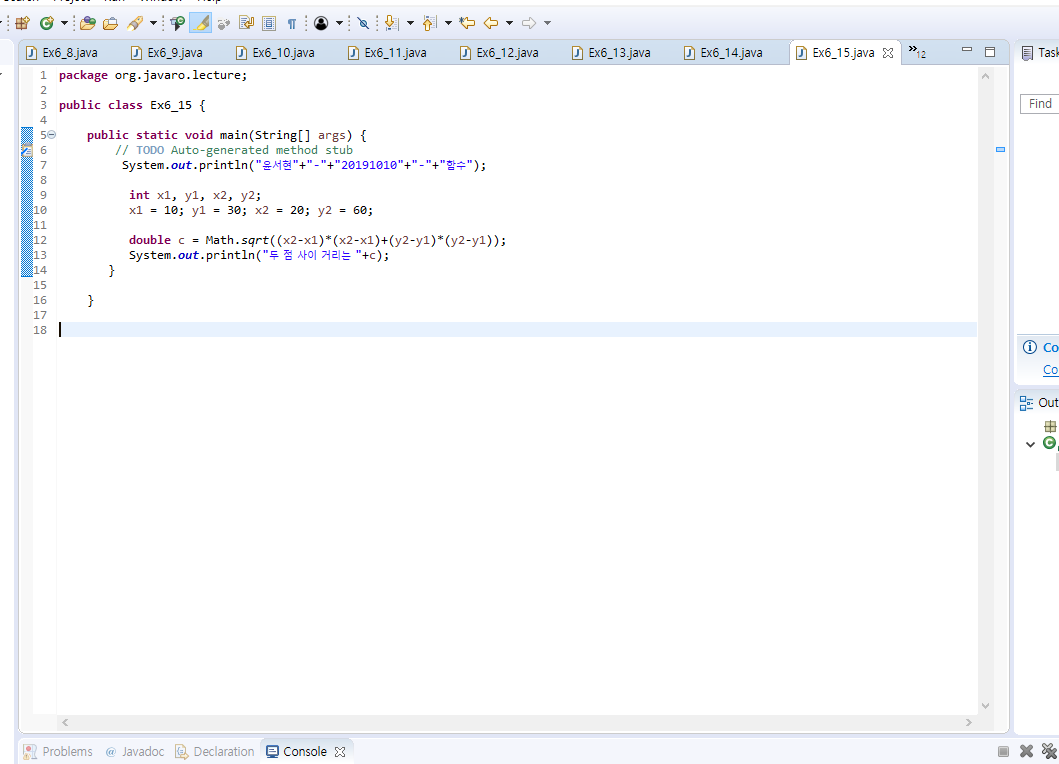 Ex6_8.java Ex6_9.java Ex6_10.java Ex6_11.java Ex6_12.java Ex6_13.java Ex6_14.java Ex6_15.java »12 Task
1 package org.javaro.lecture;
2
3 public class Ex6_15 {
4
5 public static void main(String[] args) {
6 // TODO Auto-generated method stub
7 System.out.println("윤서현"+"-"+"20191010"+"-"+"함수");
8
9 int x1, y1, x2, y2;
10 x1 = 10; y1 = 30; x2 = 20; y2 = 60;
11
12 double c = Math.sqrt((x2-x1)*(x2-x1)+(y2-y1)*(y2-y1));
13 System.out.println("두 점 사이 거리는 "+c);
14 }
15
16 }
17
18
Find
Co
Co
Out
Problems @ Javadoc Declaration Console